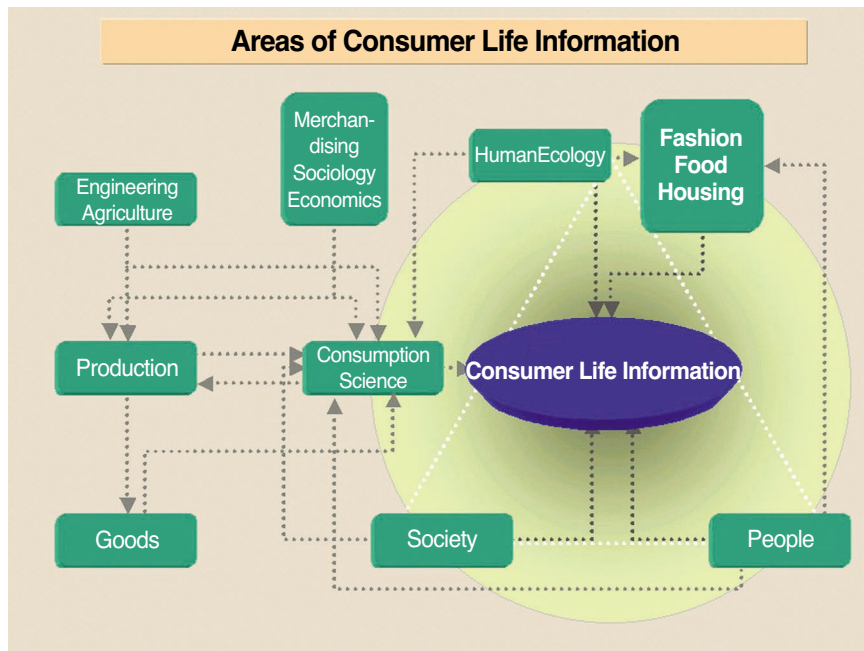 Areas of Consumer Life Information
Merchan-
dising
Sociology
Economics
HumanEcology
Fashion
Food
Housing
Engineering
Agriculture
Production
Consumption
Science
Consumer Life Information
Goods
Society
People